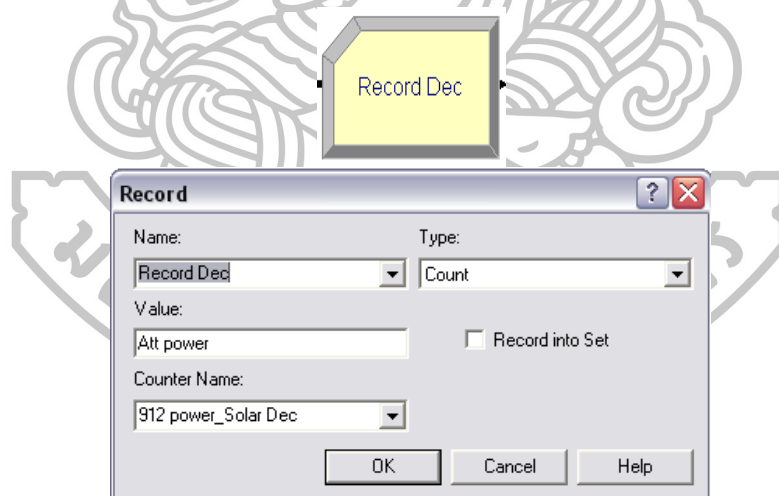 Record Dec
Record
Name:
Type:
Record Dec
Count
Value:
Att power
Record into Set
Counter Name:
912 power_Solar Dec
OK
Cancel
Help